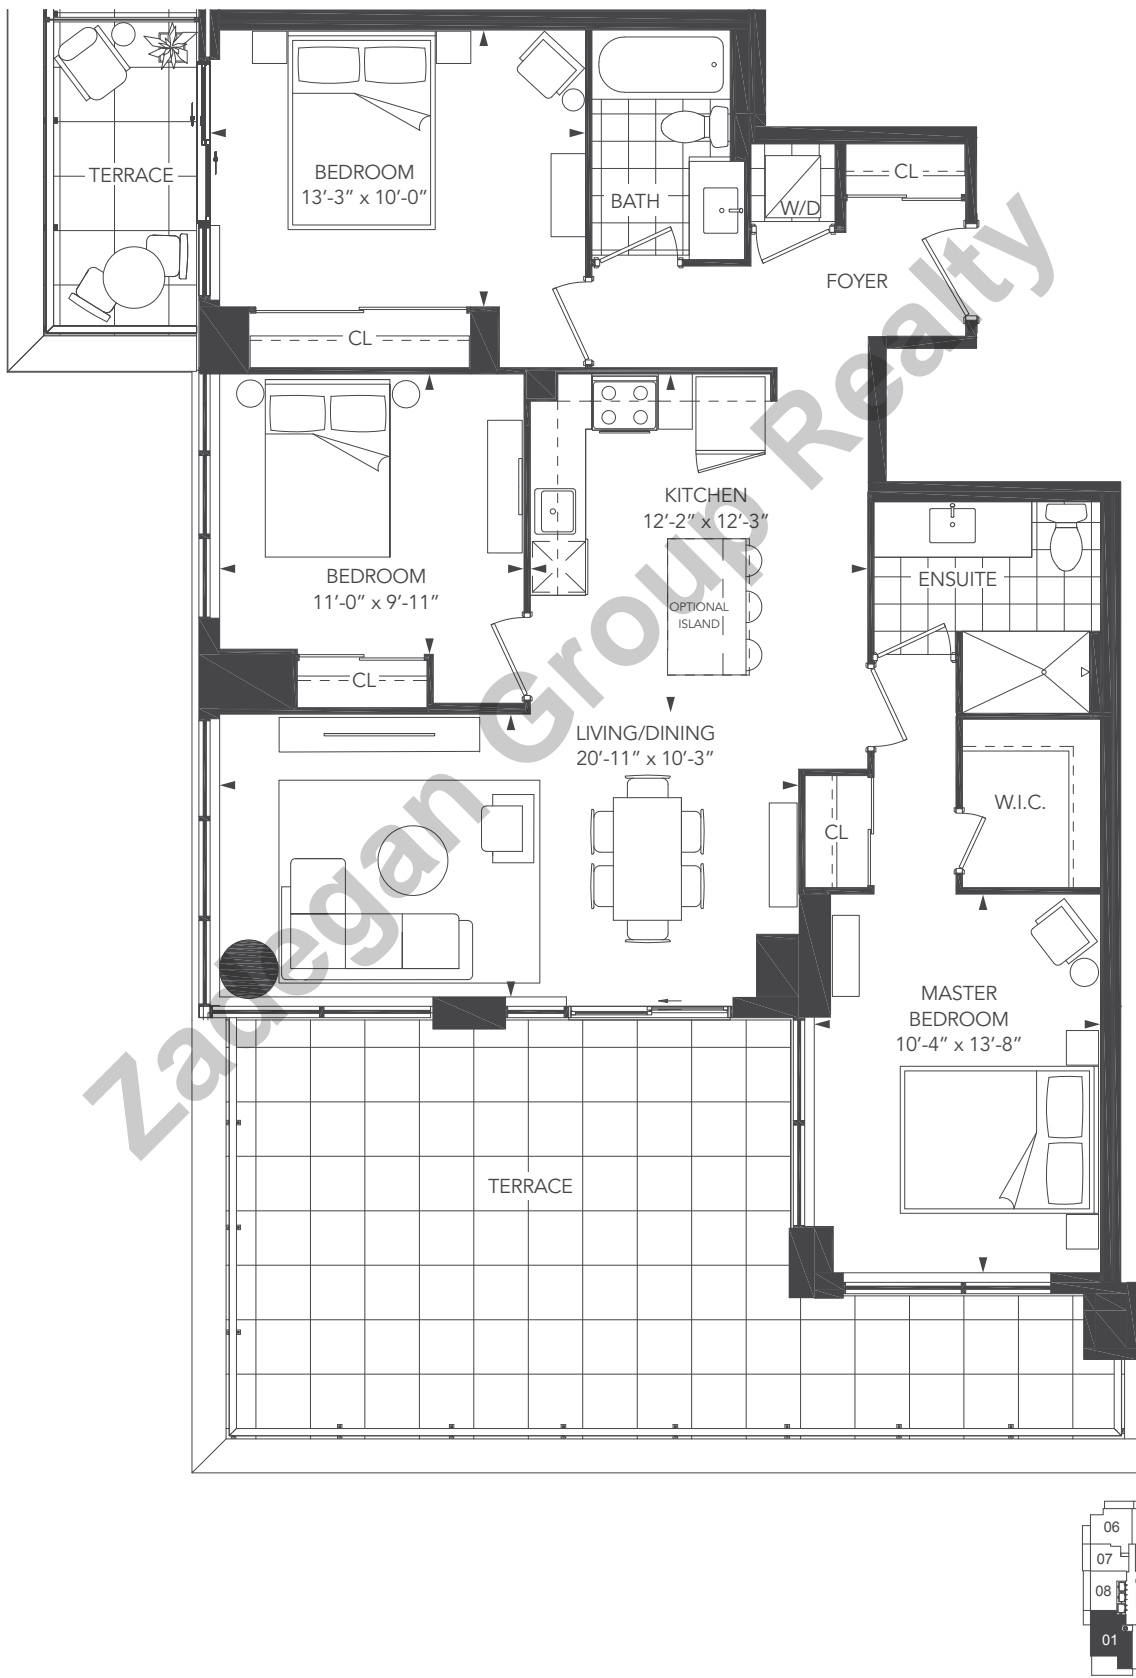 TERRACE
BEDROOM
13'-3" x 10'-0"
BATH
W/D
CL
FOYER
CL
KITCHEN
12'-2" x 12'-3"
BEDROOM
11'-0" x 9'-11"
OPTIONAL
ISLAND
ENSUITE
CL
LIVING/DINING
20'-11" x 10'-3"
CL
W.I.C.
MASTER
BEDROOM
10'-4" x 13'-8"
TERRACE
Zadegan Group Realty
06
07
08
01